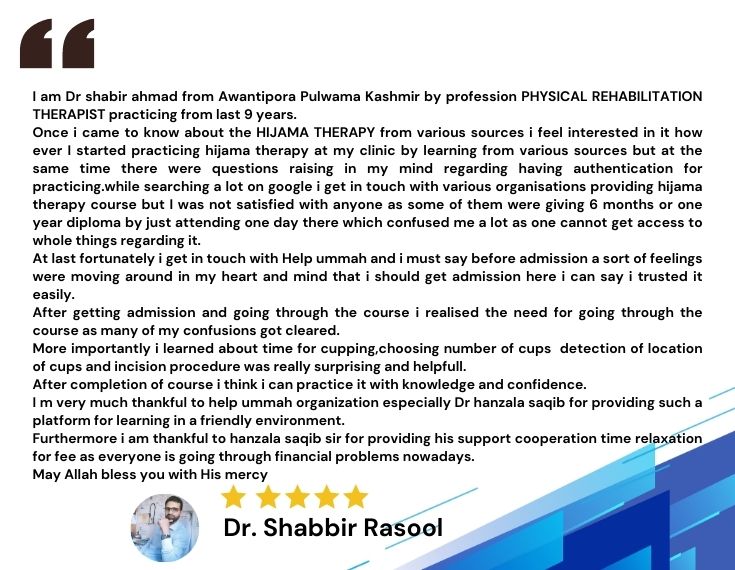 I am Dr shabir ahmad from Awantipora Pulwama Kashmir by profession PHYSICAL REHABILITATION
THERAPIST practicing from last 9 years.
Once i came to know about the HIJAMA THERAPY from various sources i feel interested in it how
ever I started practicing hijama therapy at my clinic by learning from various sources but at the
same time there were questions raising in my mind regarding having authentication for
practicing.while searching a lot on google i get in touch with various organisations providing hijama
therapy course but I was not satisfied with anyone as some of them were giving 6 months or one
year diploma by just attending one day there which confused me a lot as one cannot get access to
whole things regarding it.
At last fortunately i get in touch with Help ummah and i must say before admission a sort of feelings
were moving around in my heart and mind that i should get admission here i can say i trusted it
easily.
After getting admission and going through the course i realised the need for going through the
course as many of my confusions got cleared.
More importantly i learned about time for cupping,choosing number of cups detection of location
of cups and incision procedure was really surprising and helpfull.
After completion of course i think i can practice it with knowledge and confidence.
I m very much thankful to help ummah organization especially Dr hanzala saqib for providing such a
platform for learning in a friendly environment.
Furthermore i am thankful to hanzala saqib sir for providing his support cooperation time relaxation
for fee as everyone is going through financial problems nowadays.
May Allah bless you with His mercy
Dr. Shabbir Rasool